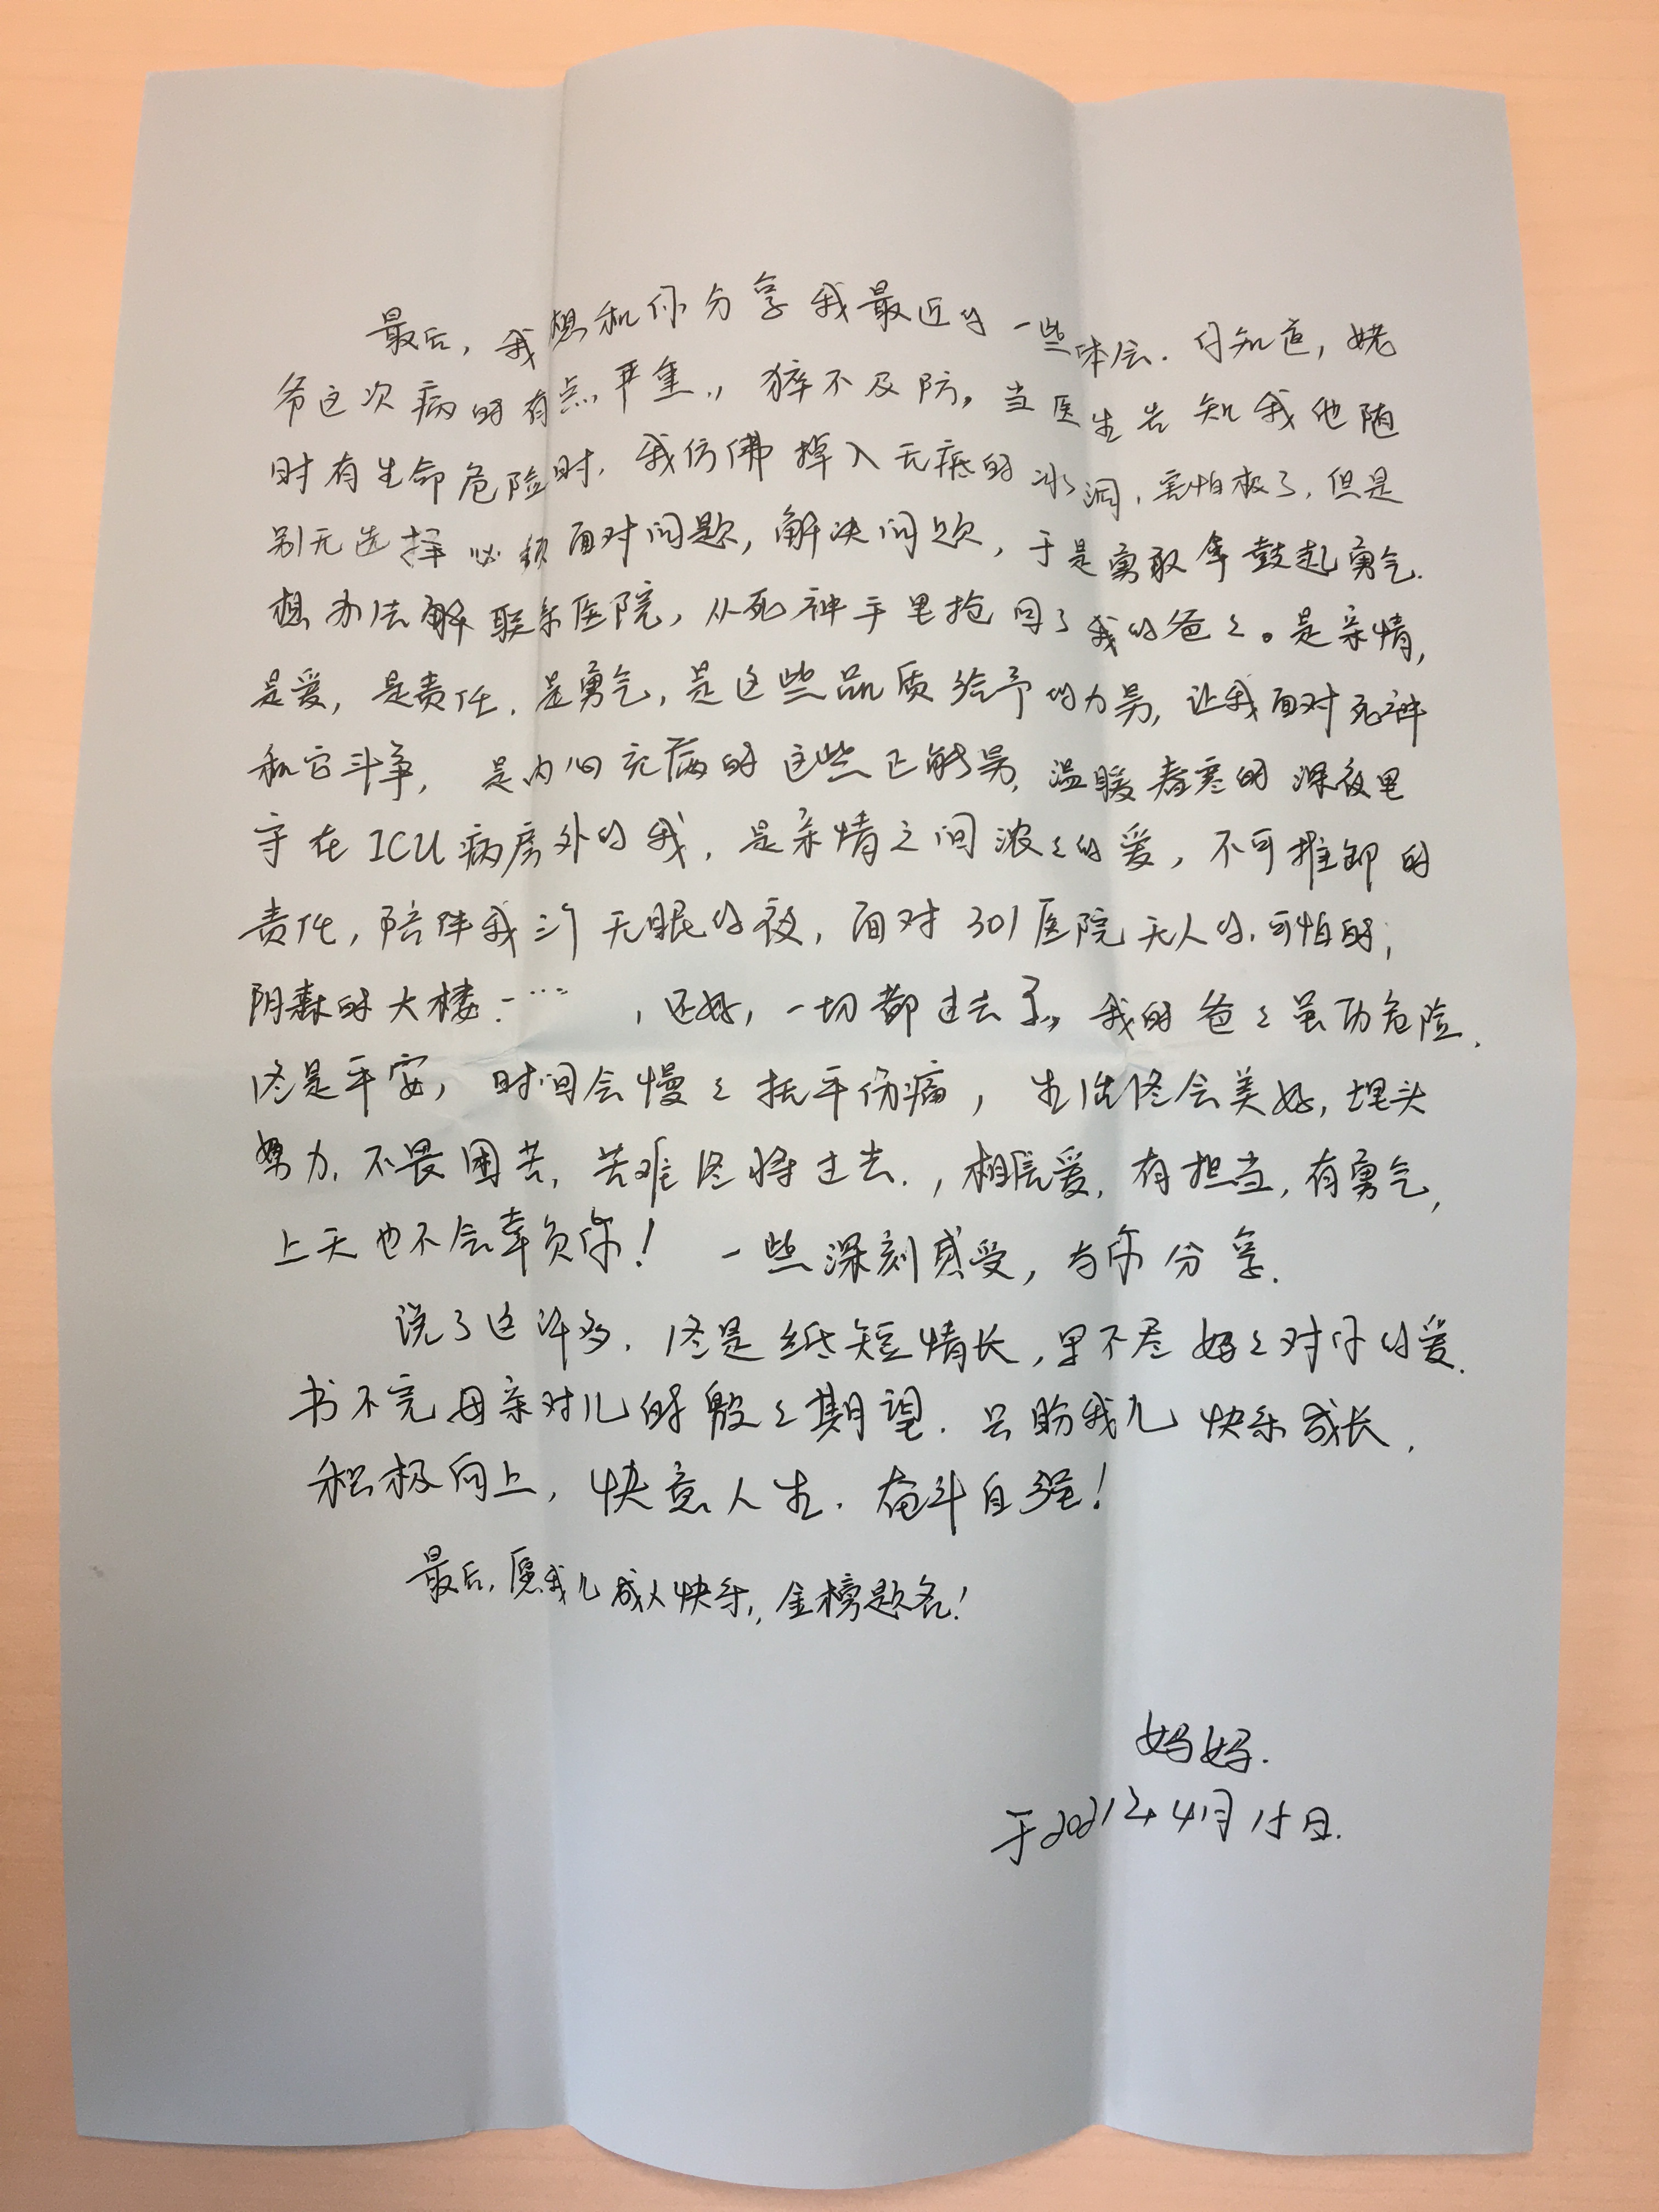 最后，我想和你分享我最近的一些体会. 你知道，姥
爷这次病的有点严重., 猝不及防。当医生告知我他随
时有生命危险时. 我仿佛掉入无底的冰洞，害怕极了，但是
别无选择必须面对问题，解决问题，于是勇敢拿鼓起勇气.
想办法解联系医院，从死神手里抢回了我的爸爸。是亲情，
是爱，是责任. 是勇气，是这些品质给予的力量，让我面对死神
和它斗争， 是内心充满的这些正能量，温暖春寒的深夜里
守在ICU病房外的我，是亲情之间浓浓的爱，不可推卸的
责任，陪伴我三个无眠的夜，面对301医院无人的、可怕的，
阴森的大楼…… ，还好，一切都过去了。我的爸爸虽历危险.
终是平安，时间会慢慢抚平伤痛，生活终会美好，埋头
努力，不畏困苦，苦难终将过去.，相信爱，有担当，有勇气，
上天也不会辜负你！ 一些深刻感受，与你分享.
说了这许多. 终是纸短情长，写不尽妈妈对你的爱.
书不完母亲对儿的殷殷期望. 只盼我儿快乐成长，
积极向上，快意人生. 奋斗自强！
最后，愿我儿成人快乐，金榜题名！
妈妈.
于2021年4月15日.